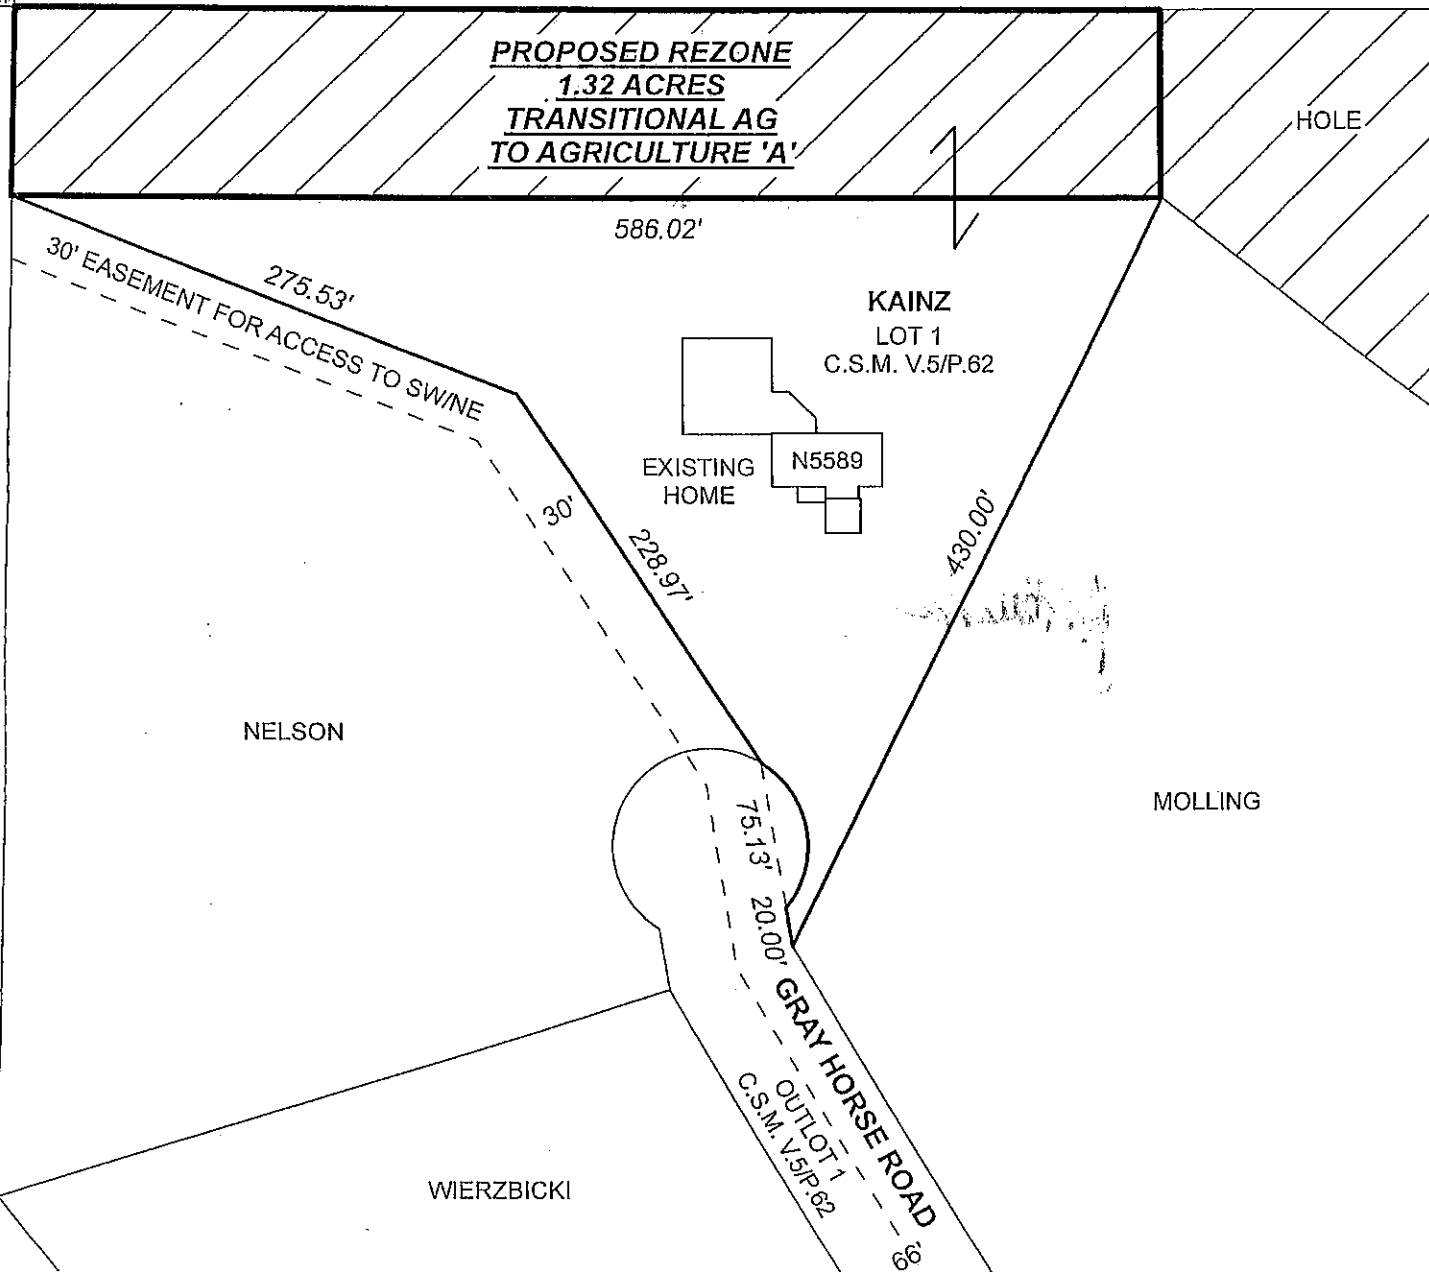 PROPOSED REZONE
1.32 ACRES
TRANSITIONAL AG
TO AGRICULTURE 'A'
HOLE
586.02'
275.53'
30' EASEMENT FOR ACCESS TO SW/NE
KAINZ
LOT 1
C.S.M. V.5/P.62
N5589
EXISTING
HOME
30'
228.97'
430.00'
NELSON
MOLLING
75.13'
20.00'
GRAY HORSE ROAD
OUTLOT 1
C.S.M. V.5/P.62
WIERZBICKI
66'